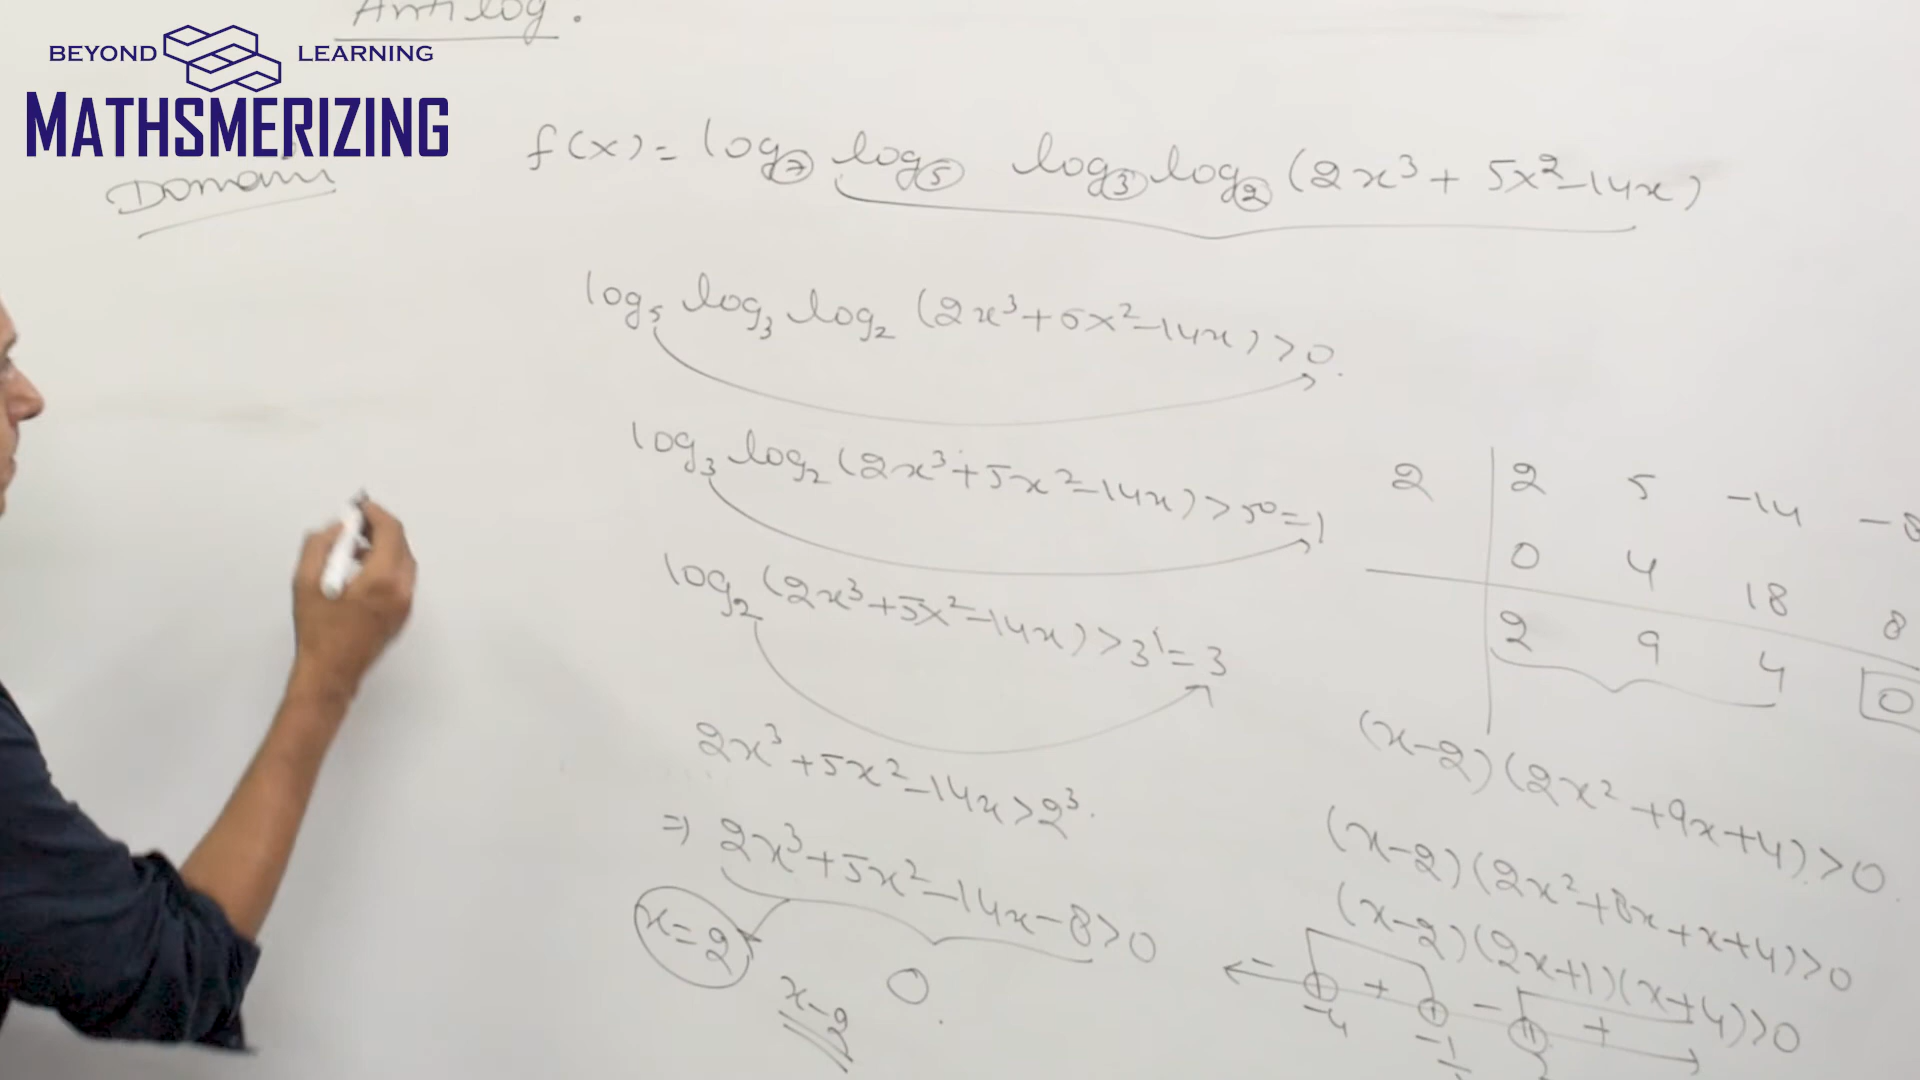 Antilog.
BEYOND LEARNING
MATHSMERIZING
Domain
f(x) = log₇ log₅ log₃ log₂ (2x³ + 5x² - 14x)
log₅ log₃ log₂ (2x³ + 5x² - 14x) > 0.
log₃ log₂ (2x³ + 5x² - 14x) > 5⁰ = 1
log₂ (2x³ + 5x² - 14x) > 3¹ = 3
2x³ + 5x² - 14x > 2³.
⇒ 2x³ + 5x² - 14x - 8 > 0
x = 2
0.
x-2
2 | 2 5 -14 -8
0 4 18 8
2 9 4 0
(x-2)(2x² + 9x + 4) > 0.
(x-2)(2x² + 8x + x + 4) > 0
(x-2)(2x+1)(x+4) > 0
- + - +
-4